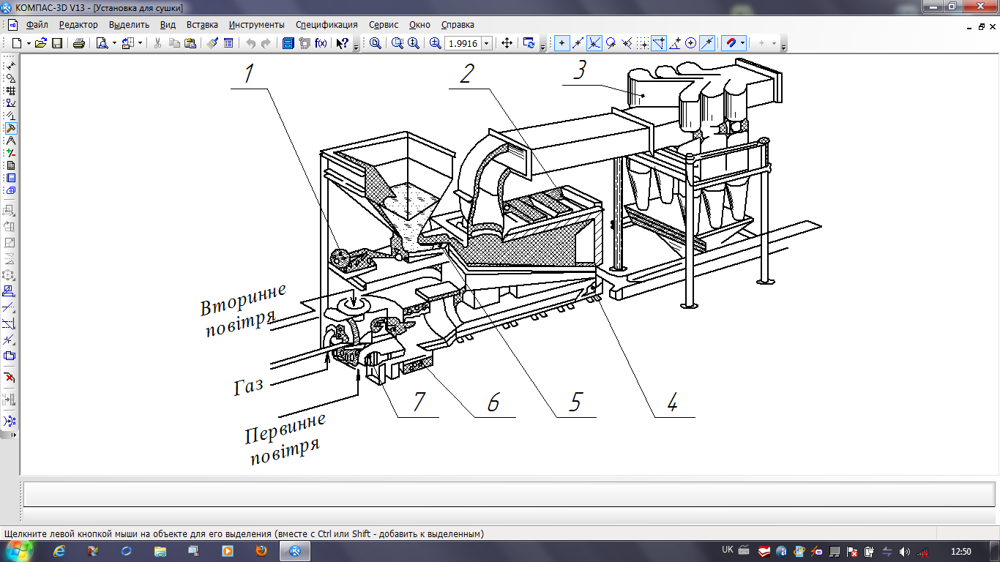 КОМПАС-3D V13 - [Установка для сушки]
Файл Редактор Выделить Вид Вставка Инструменты Спецификация Сервис Окно Справка
f(x) 1.9916
1 2 3
Вторинне
повітря
Газ
7 6 5 4
Первинне
повітря
Щелкните левой кнопкой мыши на объекте для его выделения (вместе с Ctrl или Shift - добавить к выделенным)
UK 12:50